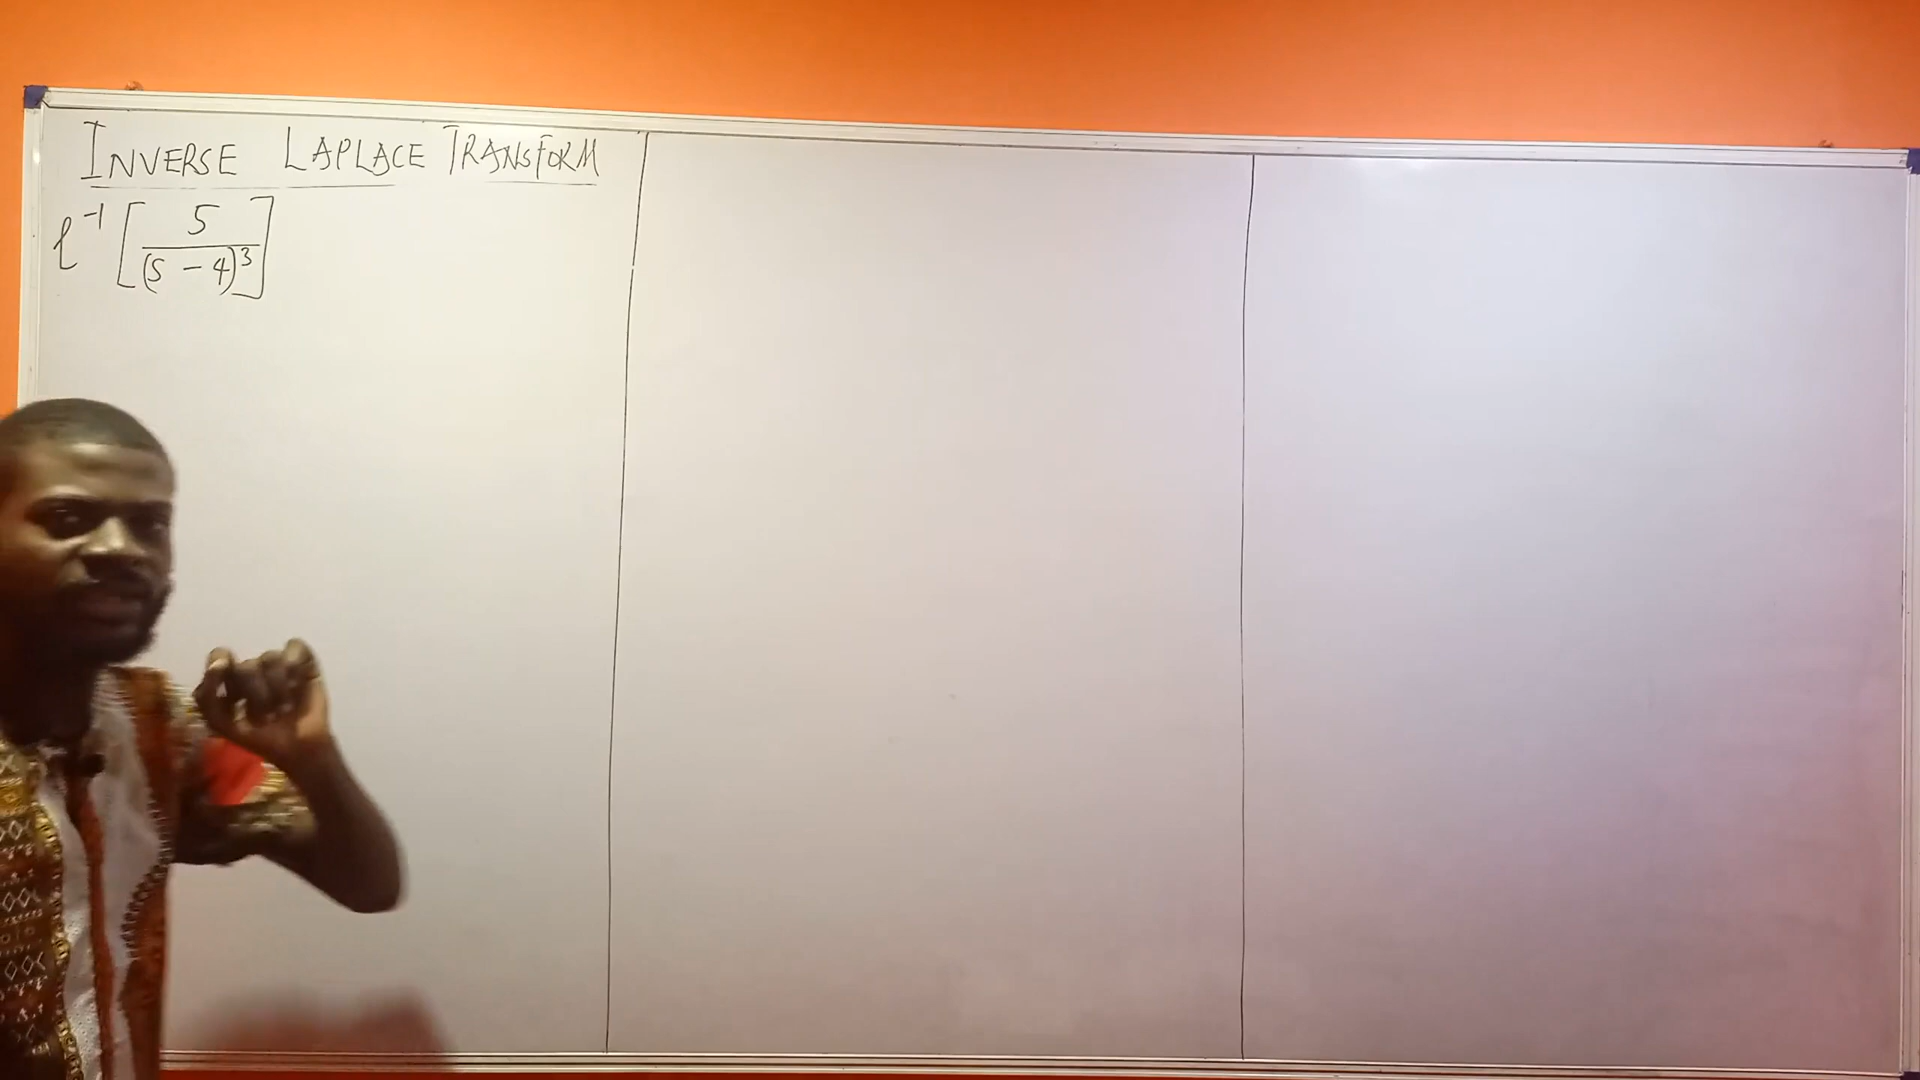 INVERSE LAPLACE TRANSFORM
ℓ⁻¹ [ 5 / (s - 4)³ ]